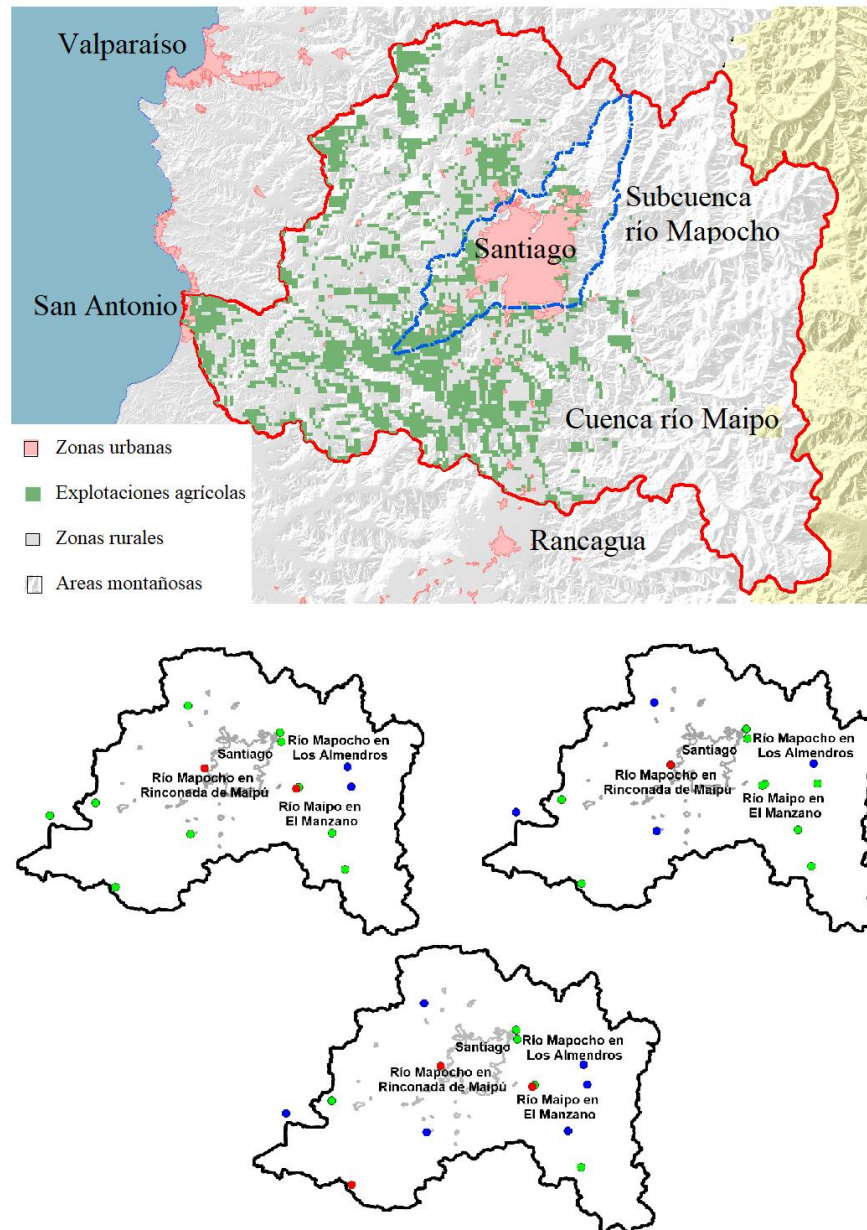 Valparaíso
Subcuenca
río Mapocho
Santiago
San Antonio
Cuenca río Maipo
Rancagua
Zonas urbanas
Explotaciones agrícolas
Zonas rurales
Areas montañosas
Santiago
Río Mapocho en
Los Almendros
Río Mapocho en
Rinconada de Maipú
Río Maipo en
El Manzano
Santiago
Río Mapocho en
Los Almendros
Río Mapocho en
Rinconada de Maipú
Río Maipo en
El Manzano
Santiago
Río Mapocho en
Los Almendros
Río Mapocho en
Rinconada de Maipú
Río Maipo en
El Manzano